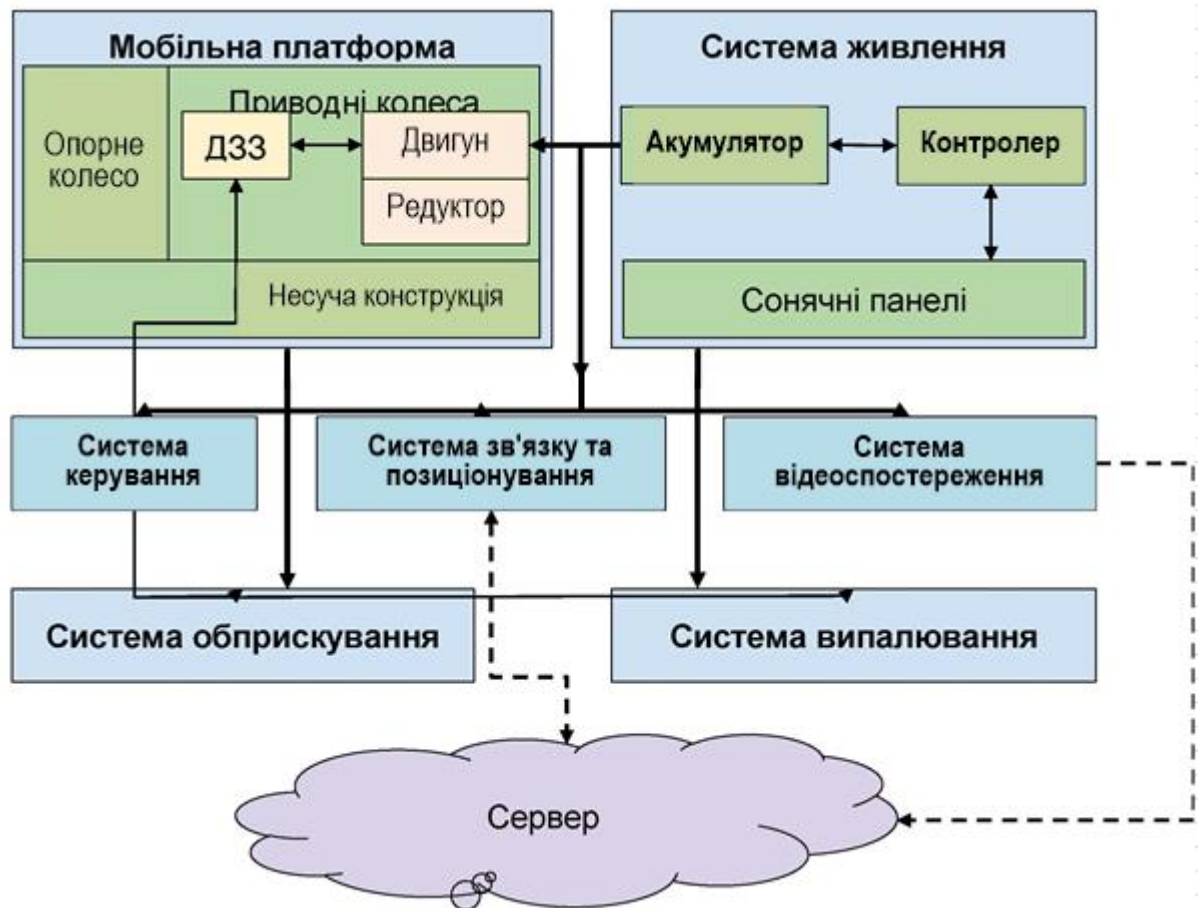 Мобільна платформа
Приводні колеса
Опорне
колесо
ДЗЗ
Двигун
Редуктор
Несуча конструкція
Система живлення
Акумулятор
Контролер
Сонячні панелі
Система
керування
Система зв'язку та
позиціонування
Система
відеоспостереження
Система обприскування
Система випалювання
Сервер